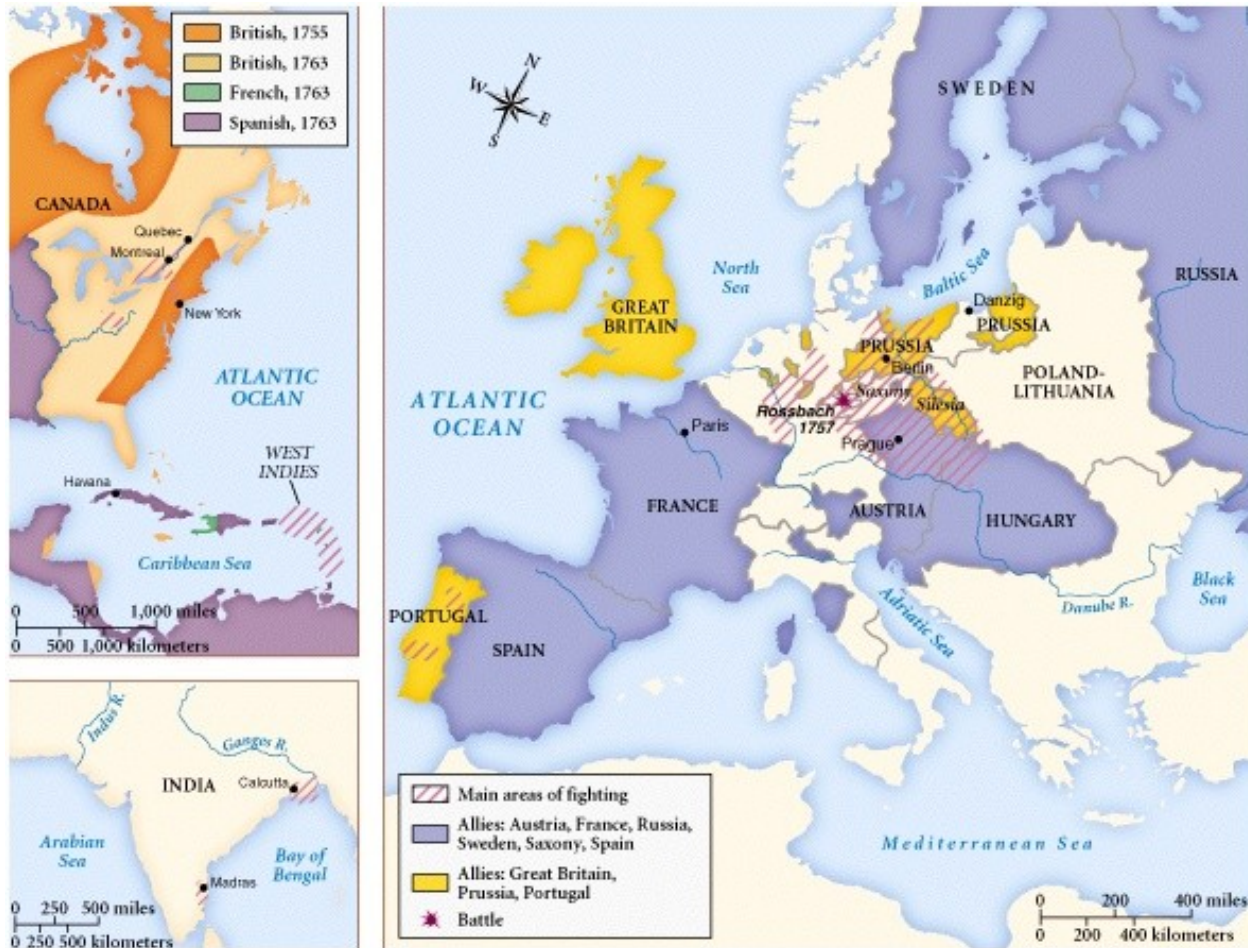 British, 1755
British, 1763
French, 1763
Spanish, 1763
CANADA
Quebec
Montreal
New York
ATLANTIC
OCEAN
WEST
INDIES
Havana
Caribbean Sea
0 500 1,000 miles
0 500 1,000 kilometers
Indus R.
Ganges R.
INDIA
Calcutta
Arabian
Sea
Bay of
Bengal
Madras
0 250 500 miles
0 250 500 kilometers
N
W
E
S
SWEDEN
RUSSIA
North
Sea
Baltic Sea
GREAT
BRITAIN
Danzig
PRUSSIA
PRUSSIA
Berlin
POLAND-
LITHUANIA
ATLANTIC
OCEAN
Saxony
Silesia
Rossbach
1757
Paris
Prague
FRANCE
AUSTRIA
HUNGARY
Black
Sea
Adriatic Sea
Danube R.
PORTUGAL
SPAIN
Main areas of fighting
Allies: Austria, France, Russia,
Sweden, Saxony, Spain
Allies: Great Britain,
Prussia, Portugal
Battle
Mediterranean Sea
0 200 400 miles
0 200 400 kilometers